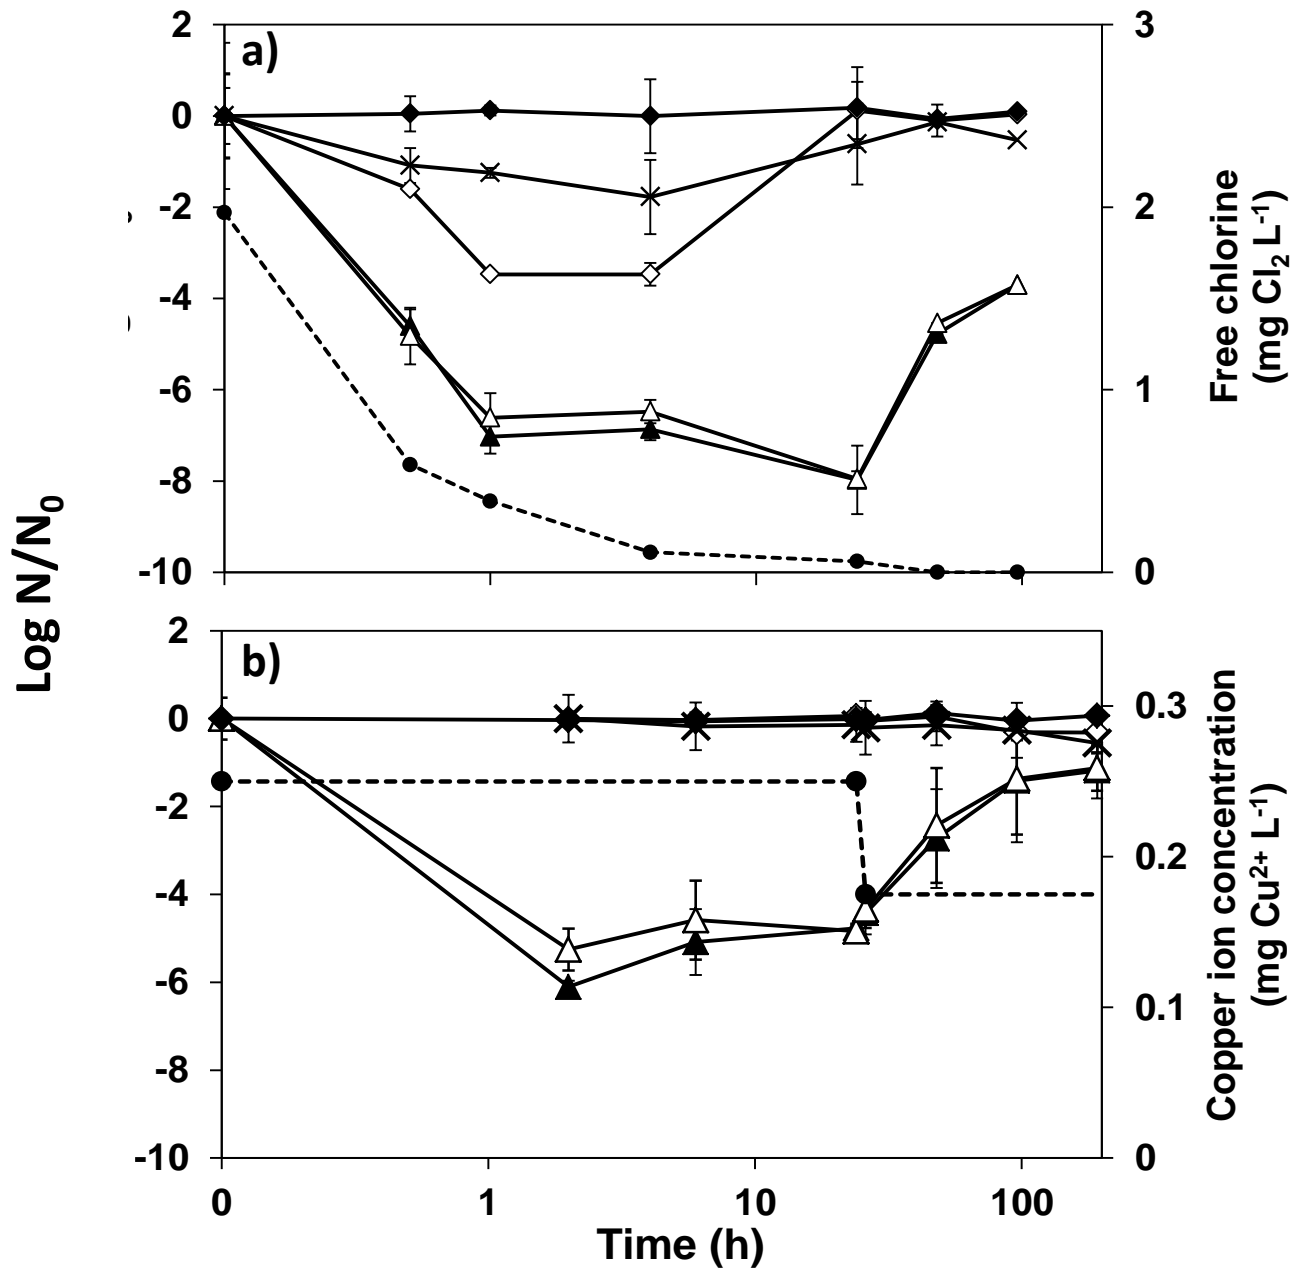 a)
2
0
-2
-4
-6
-8
-10
3
2
1
0
Free chlorine
(mg Cl₂ L⁻¹)
Log N/N₀
b)
2
0
-2
-4
-6
-8
-10
0.3
0.2
0.1
0
Copper ion concentration
(mg Cu²⁺ L⁻¹)
0 1 10 100
Time (h)